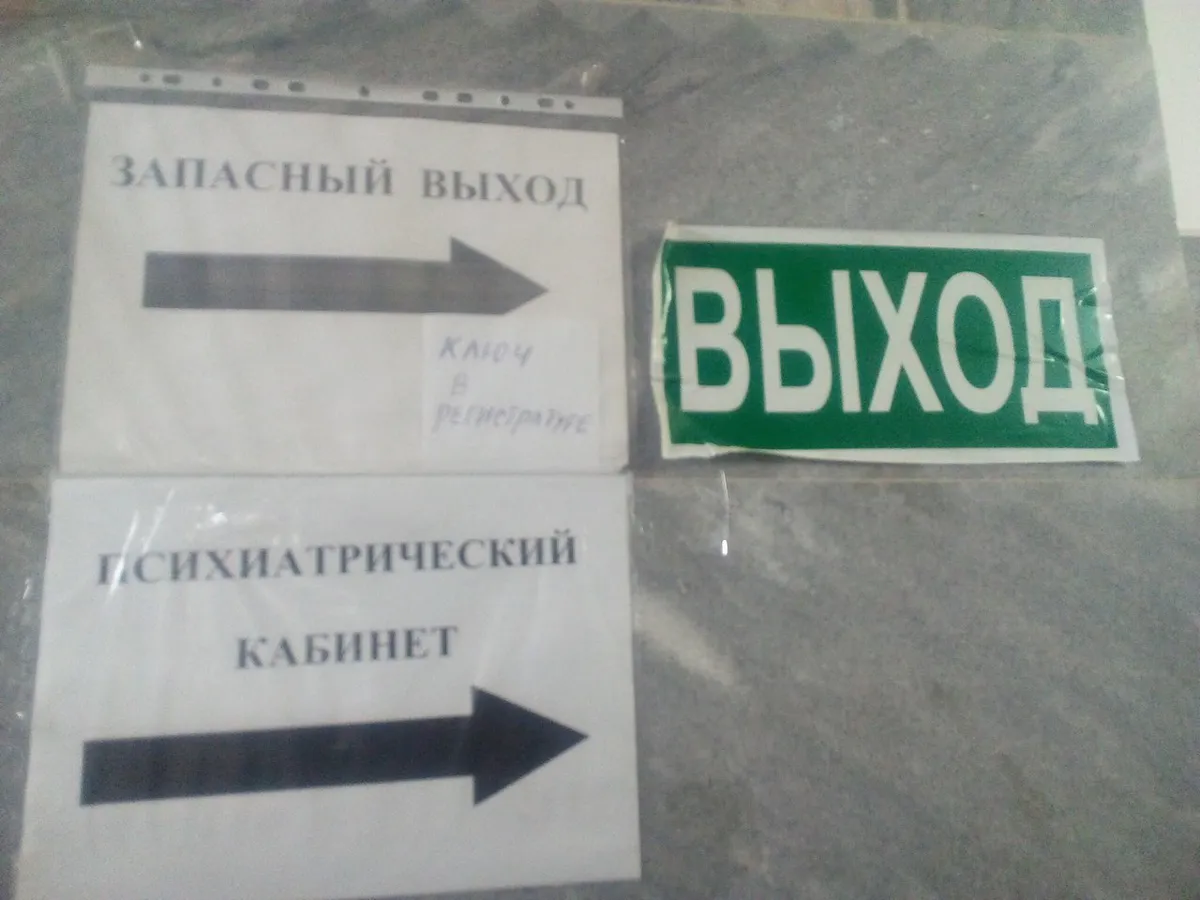 ЗАПАСНЫЙ ВЫХОД
КЛЮЧ
В
РЕГИСТРАТУРЕ
ВЫХОД
ПСИХИАТРИЧЕСКИЙ
КАБИНЕТ